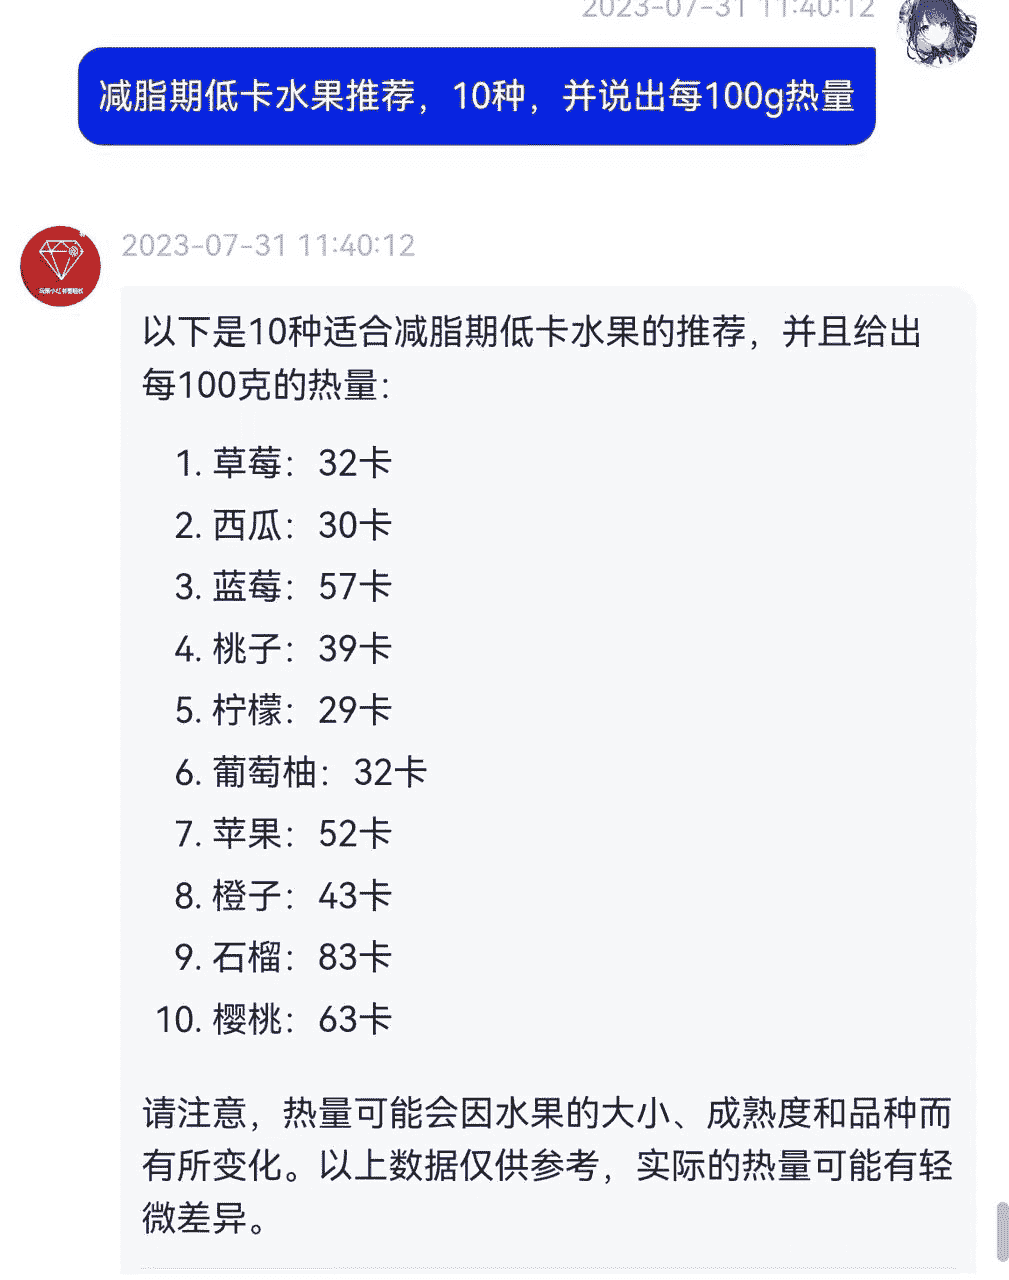 2023-07-31 11:40:12
减脂期低卡水果推荐，10种，并说出每100g热量
2023-07-31 11:40:12
以下是10种适合减脂期低卡水果的推荐，并且给出
每100克的热量：
1. 草莓：32卡
2. 西瓜：30卡
3. 蓝莓：57卡
4. 桃子：39卡
5. 柠檬：29卡
6. 葡萄柚：32卡
7. 苹果：52卡
8. 橙子：43卡
9. 石榴：83卡
10. 樱桃：63卡
请注意，热量可能会因水果的大小、成熟度和品种而
有所变化。以上数据仅供参考，实际的热量可能有轻
微差异。